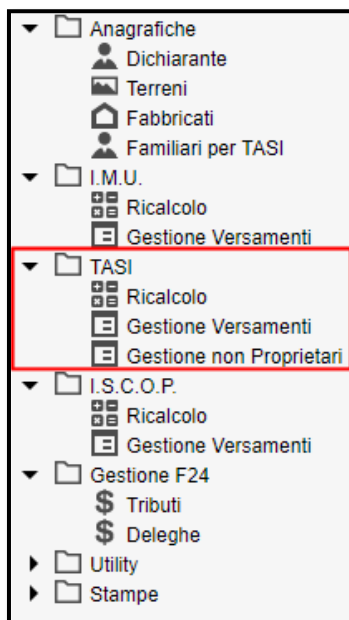 Anagrafiche
Dichiarante
Terreni
Fabbricati
Familiari per TASI
I.M.U.
Ricalcolo
Gestione Versamenti
TASI
Ricalcolo
Gestione Versamenti
Gestione non Proprietari
I.S.C.O.P.
Ricalcolo
Gestione Versamenti
Gestione F24
Tributi
Deleghe
Utility
Stampe